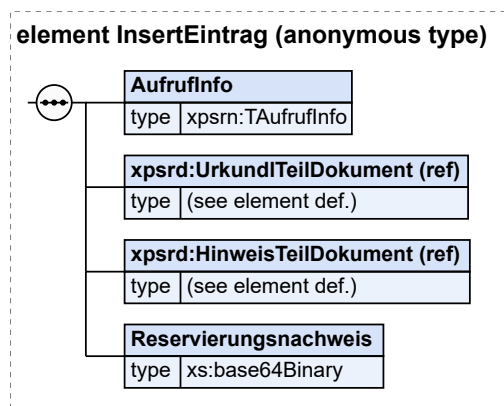 element InsertEintrag (anonymous type)
AufrufInfo
type xpsrn:TAufrufInfo
xpsrd:UrkundlTeilDokument (ref)
type (see element def.)
xpsrd:HinweisTeilDokument (ref)
type (see element def.)
Reservierungsnachweis
type xs:base64Binary